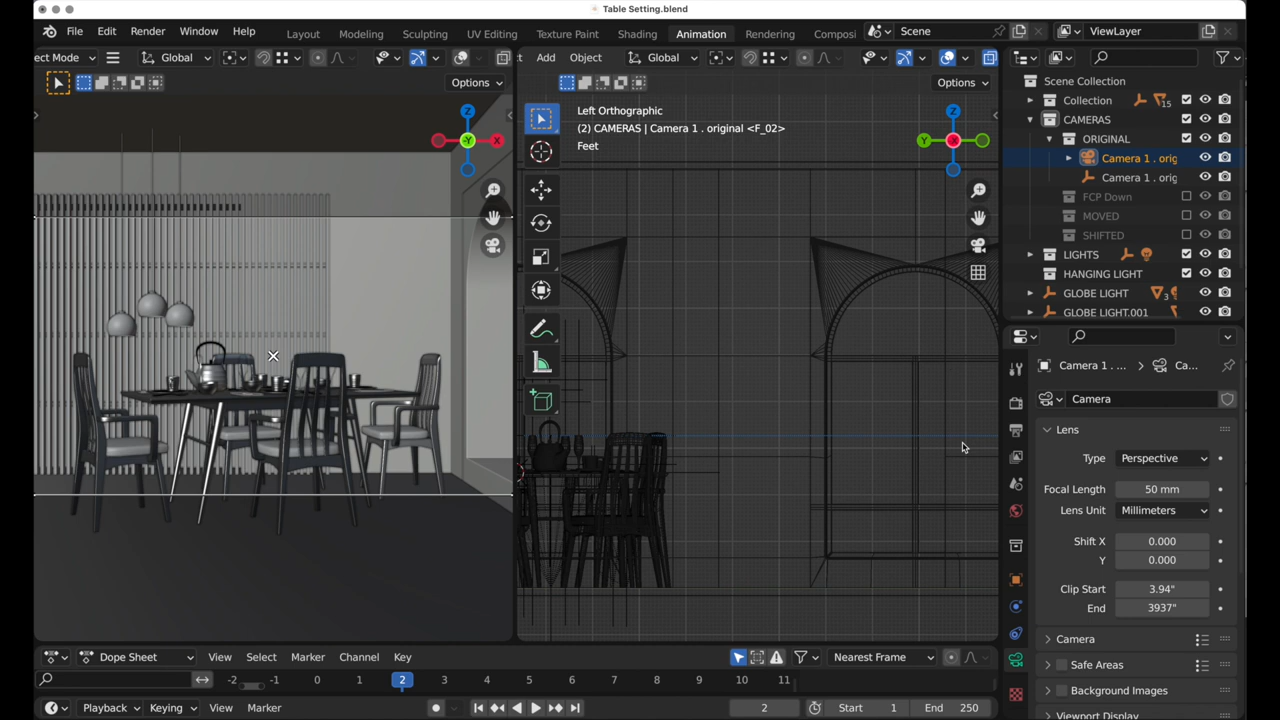 Table Setting.blend
File Edit Render Window Help Layout Modeling Sculpting UV Editing Texture Paint Shading Animation Rendering Composi Scene ViewLayer
ect Mode Global Global
Add Object
Options Options
Z
X
-Y
Left Orthographic
(2) CAMERAS | Camera 1 . original <F_02>
Feet
Z
Y
Scene Collection
Collection 15
CAMERAS
ORIGINAL
Camera 1 . orig
Camera 1 . orig
FCP Down
MOVED
SHIFTED
LIGHTS
HANGING LIGHT
GLOBE LIGHT 3
GLOBE LIGHT.001
Camera 1 . ... Ca...
Camera
Lens
Type Perspective
Focal Length 50 mm
Lens Unit Millimeters
Shift X 0.000
Y 0.000
Clip Start 3.94"
End 3937"
Camera
Safe Areas
Background Images
Viewport Display
Dope Sheet View Select Marker Channel Key Nearest Frame
-2 -1 0 1 2 3 4 5 6 7 8 9 10 11
Playback Keying View Marker 2 Start 1 End 250